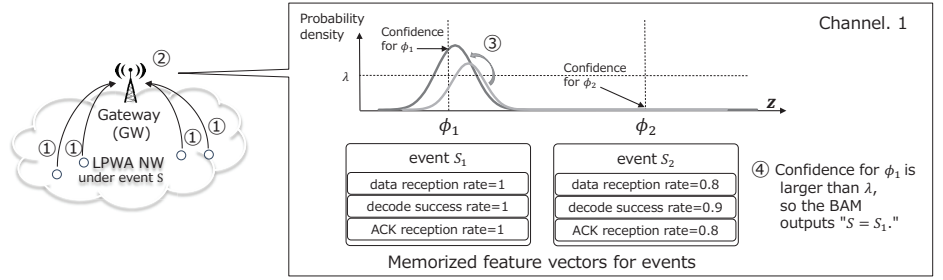 Probability
density
Channel. 1
Confidence
for ϕ₁
③
λ
Confidence
for ϕ₂
z
ϕ₁
ϕ₂
②
Gateway
(GW)
①
①
①
①
LPWA NW
under event S
event S₁
data reception rate=1
decode success rate=1
ACK reception rate=1
event S₂
data reception rate=0.8
decode success rate=0.9
ACK reception rate=0.8
④ Confidence for ϕ₁ is
larger than λ,
so the BAM
outputs "S = S₁."
Memorized feature vectors for events